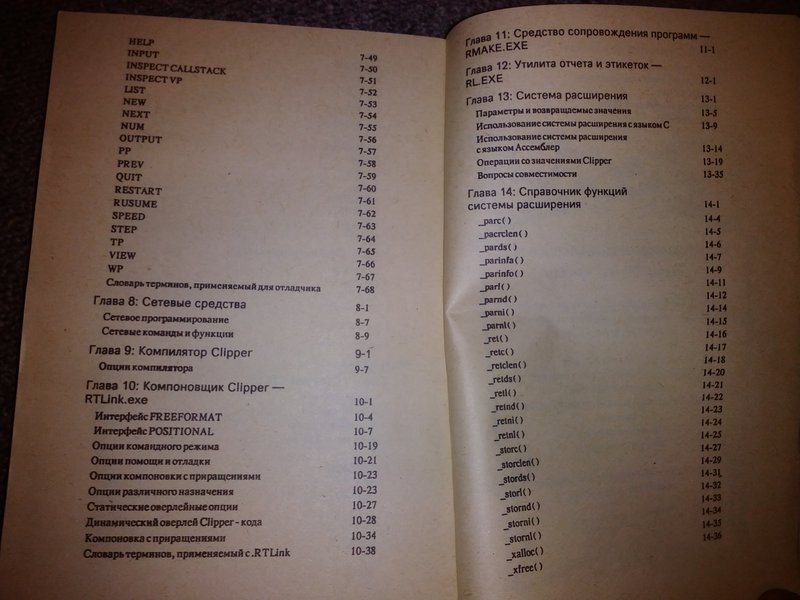 HELP 7-49
INPUT 7-50
INSPECT CALLSTACK 7-51
INSPECT VP 7-52
LIST 7-53
NEW 7-54
NEXT 7-55
NUM 7-56
OUTPUT 7-57
PP 7-58
PREV 7-59
QUIT 7-60
RESTART 7-61
RUSUME 7-62
SPEED 7-63
STEP 7-64
TP 7-65
VIEW 7-66
WP 7-67
Словарь терминов, применяемый для отладчика 7-68
Глава 8: Сетевые средства 8-1
Сетевое программирование 8-7
Сетевые команды и функции 8-9
Глава 9: Компилятор Clipper 9-1
Опции компилятора 9-7
Глава 10: Компоновщик Clipper —
RTLink.exe 10-1
Интерфейс FREEFORMAT 10-4
Интерфейс POSITIONAL 10-7
Опции командного режима 10-19
Опции помощи и отладки 10-21
Опции компоновки с приращениями 10-23
Опции различного назначения 10-23
Статические оверлейные опции 10-27
Динамический оверлей Clipper - кода 10-28
Компоновка с приращениями 10-34
Словарь терминов, применяемый с .RTLink 10-38
Глава 11: Средство сопровождения программ —
RMAKE.EXE 11-1
Глава 12: Утилита отчета и этикеток —
RL.EXE 12-1
Глава 13: Система расширения 13-1
Параметры и возвращаемые значения 13-5
Использование системы расширения с языком С 13-9
Использование системы расширения
с языком Ассемблер 13-14
Операции со значениями Clipper 13-19
Вопросы совместимости 13-35
Глава 14: Справочник функций
системы расширения 14-1
_parc( ) 14-4
_pacrclen( ) 14-5
_pards( ) 14-6
_parinfa( ) 14-7
_parinfo( ) 14-9
_parl( ) 14-11
_parnd( ) 14-12
_parni( ) 14-14
_parnl( ) 14-15
_ret( ) 14-16
_retc( ) 14-17
_retclen( ) 14-18
_retds( ) 14-20
_retl( ) 14-21
_retnd( ) 14-22
_retni( ) 14-23
_retnl( ) 14-24
_storc( ) 14-25
_storclen( ) 14-27
_stords( ) 14-29
_storl( ) 14-31
_stornd( ) 14-32
_storni( ) 14-33
_stornl( ) 14-34
_xalloc( ) 14-35
_xfree( ) 14-36